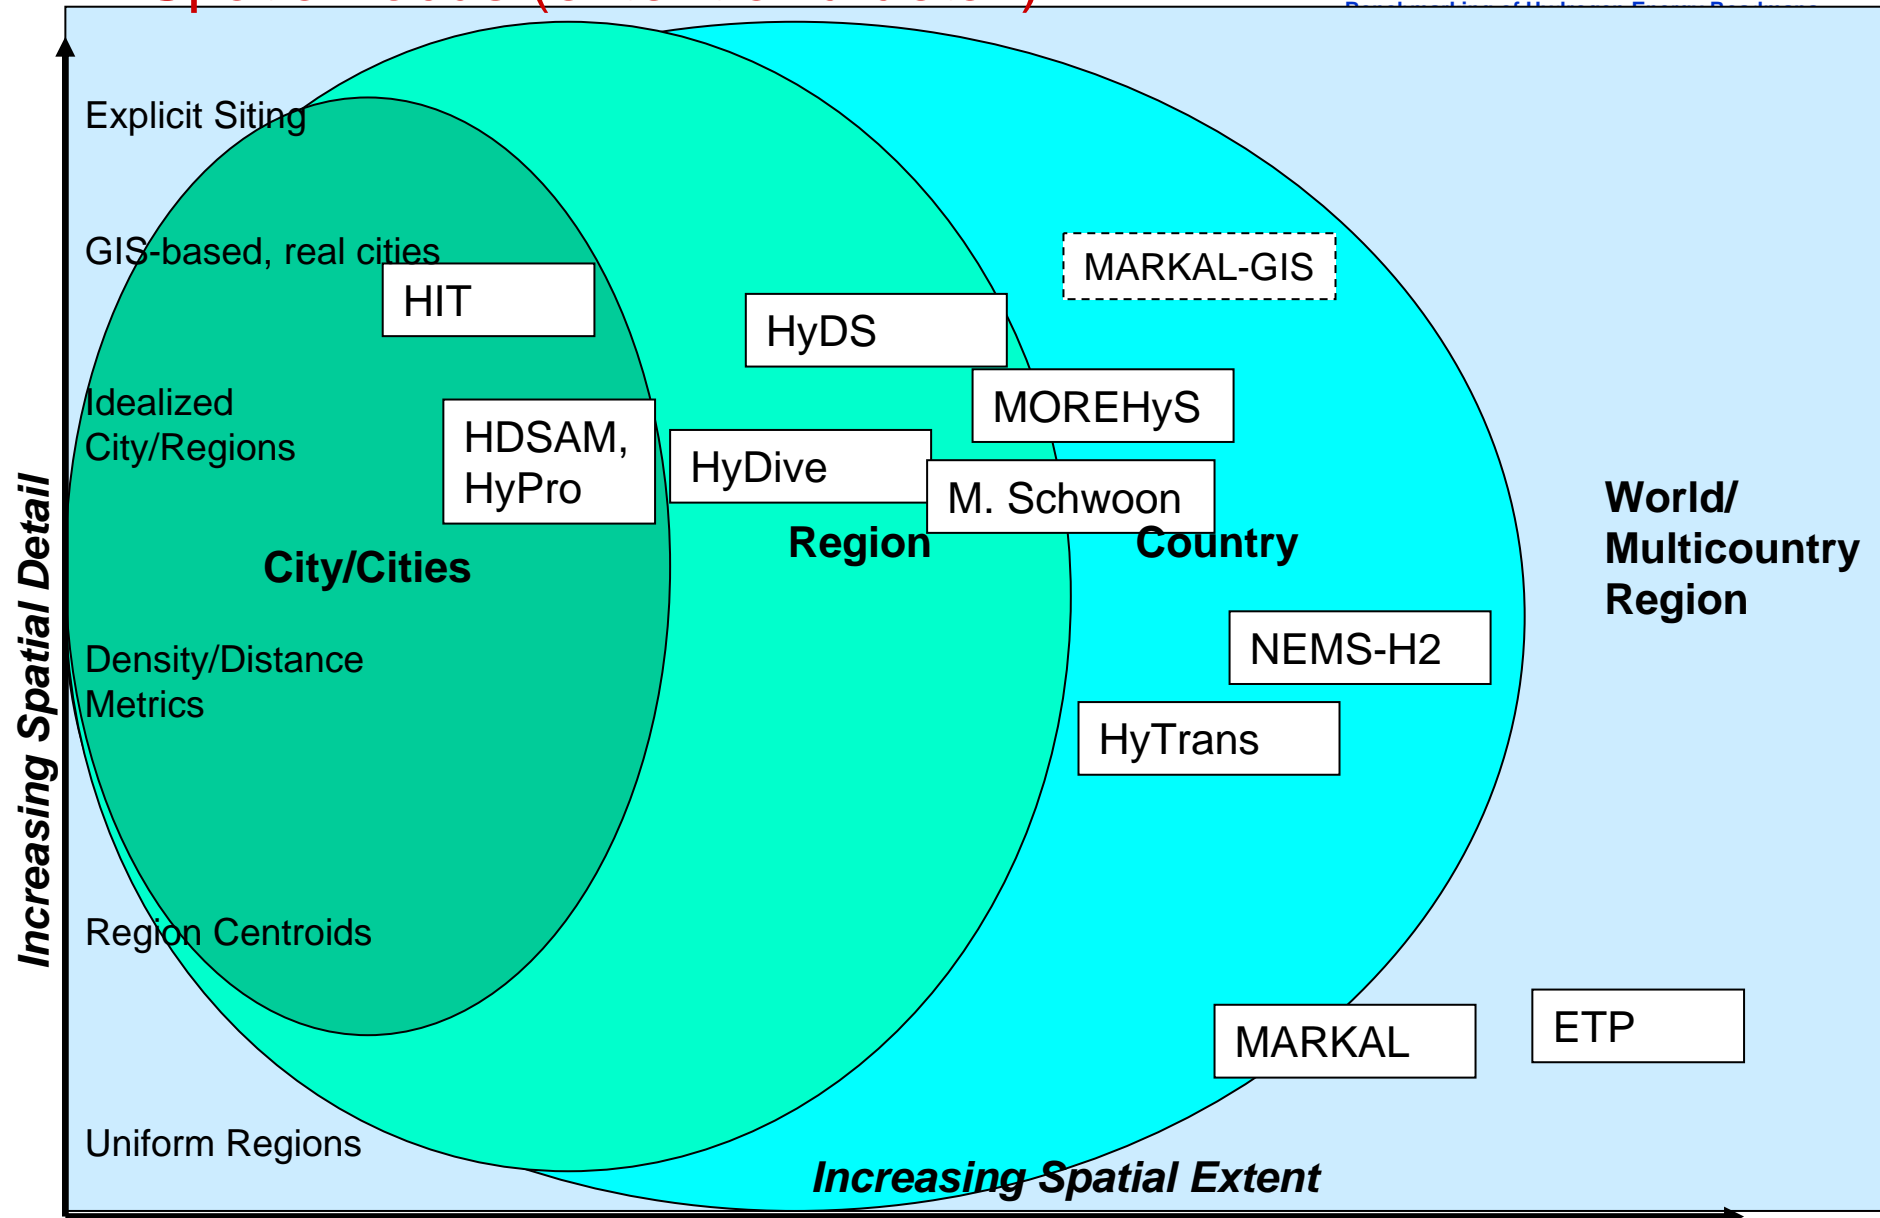 Explicit Siting
GIS-based, real cities
MARKAL-GIS
HIT
HyDS
Idealized
City/Regions
MOREHyS
HDSAM,
HyPro
HyDive
M. Schwoon
City/Cities
Region
Country
World/
Multicountry
Region
Increasing Spatial Detail
Density/Distance
Metrics
NEMS-H2
HyTrans
Region Centroids
MARKAL
ETP
Uniform Regions
Increasing Spatial Extent